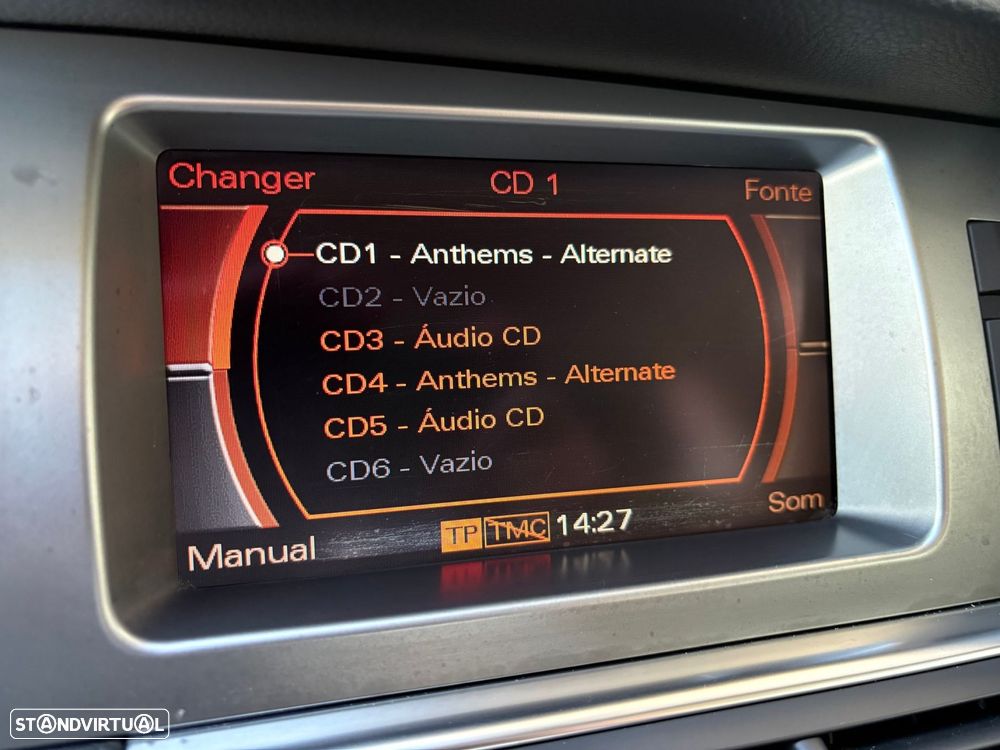 Changer CD 1 Fonte
CD1 - Anthems - Alternate
CD2 - Vazio
CD3 - Áudio CD
CD4 - Anthems - Alternate
CD5 - Áudio CD
CD6 - Vazio
Manual TP TMC 14:27 Som
STANDVIRTUAL